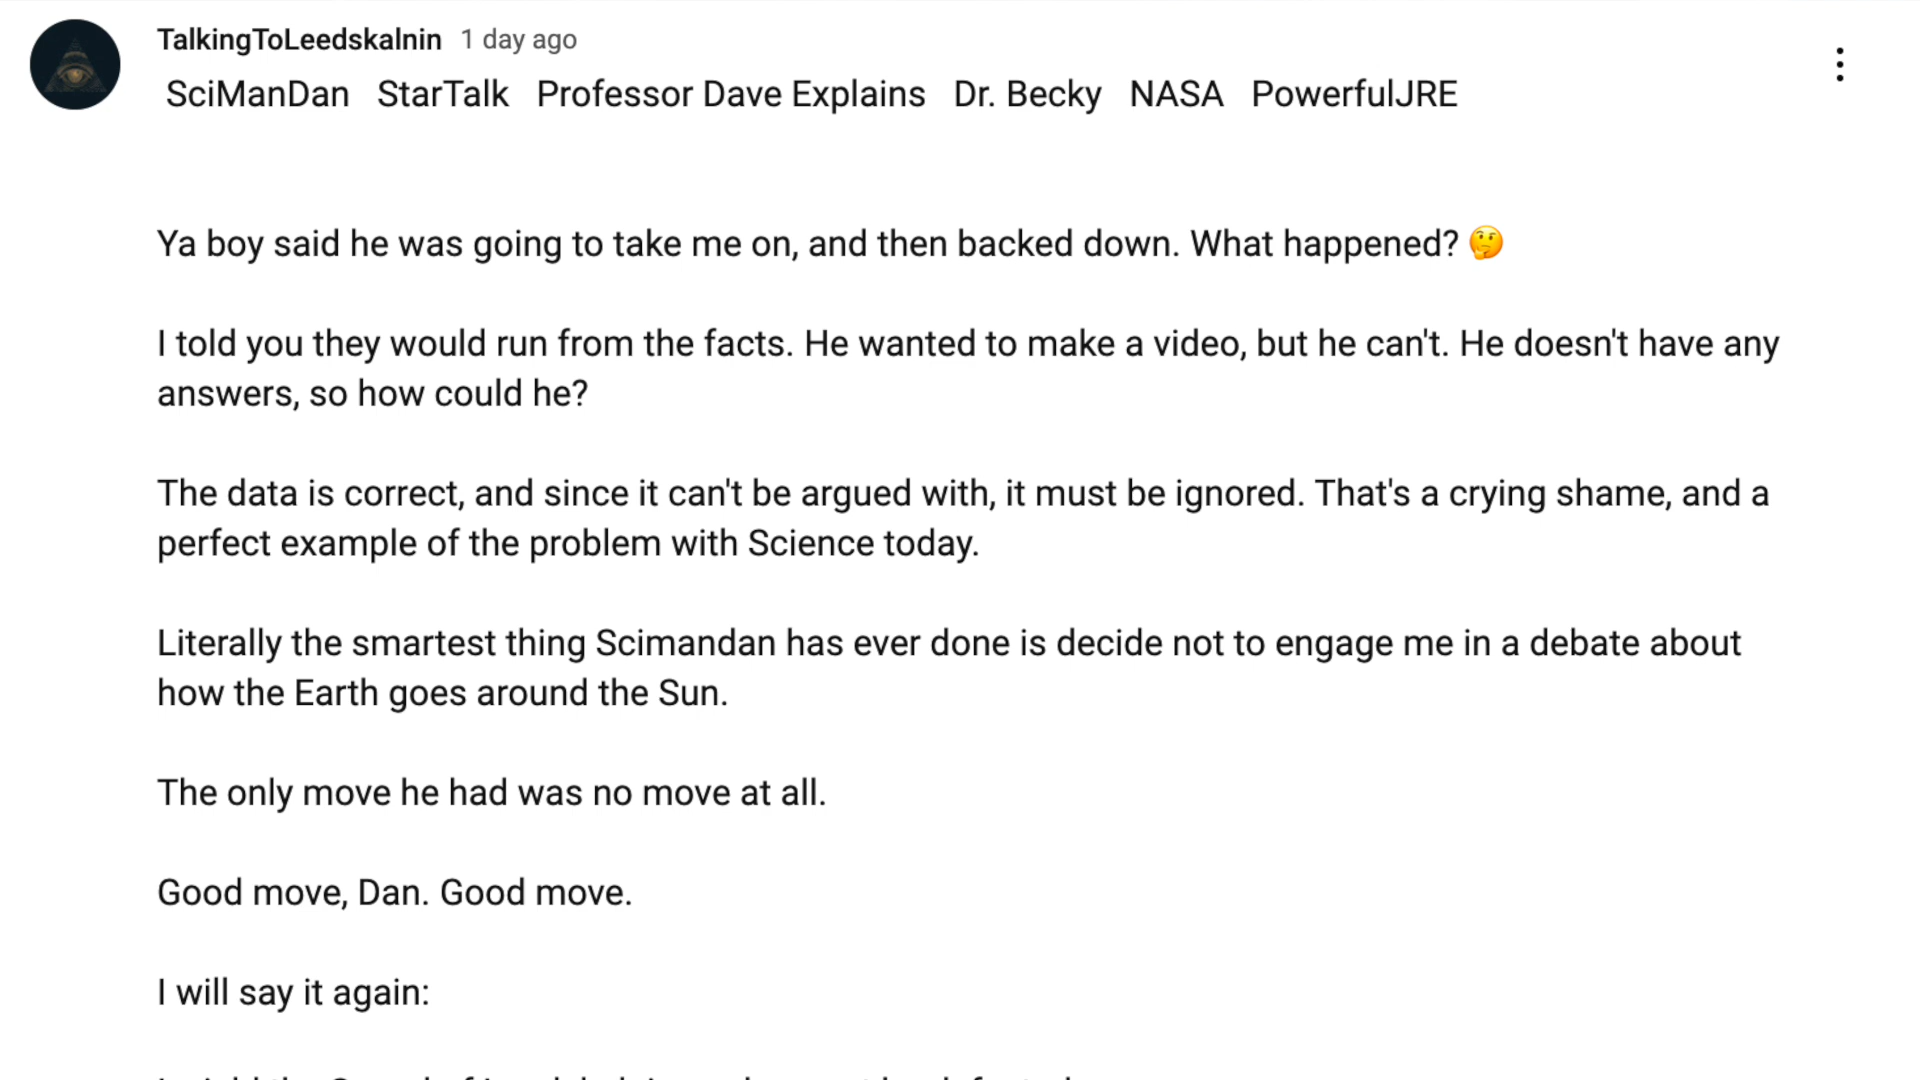 TalkingToLeedskalnin 1 day ago
SciManDan StarTalk Professor Dave Explains Dr. Becky NASA PowerfulJRE
Ya boy said he was going to take me on, and then backed down. What happened? 🤔
I told you they would run from the facts. He wanted to make a video, but he can't. He doesn't have any
answers, so how could he?
The data is correct, and since it can't be argued with, it must be ignored. That's a crying shame, and a
perfect example of the problem with Science today.
Literally the smartest thing Scimandan has ever done is decide not to engage me in a debate about
how the Earth goes around the Sun.
The only move he had was no move at all.
Good move, Dan. Good move.
I will say it again: